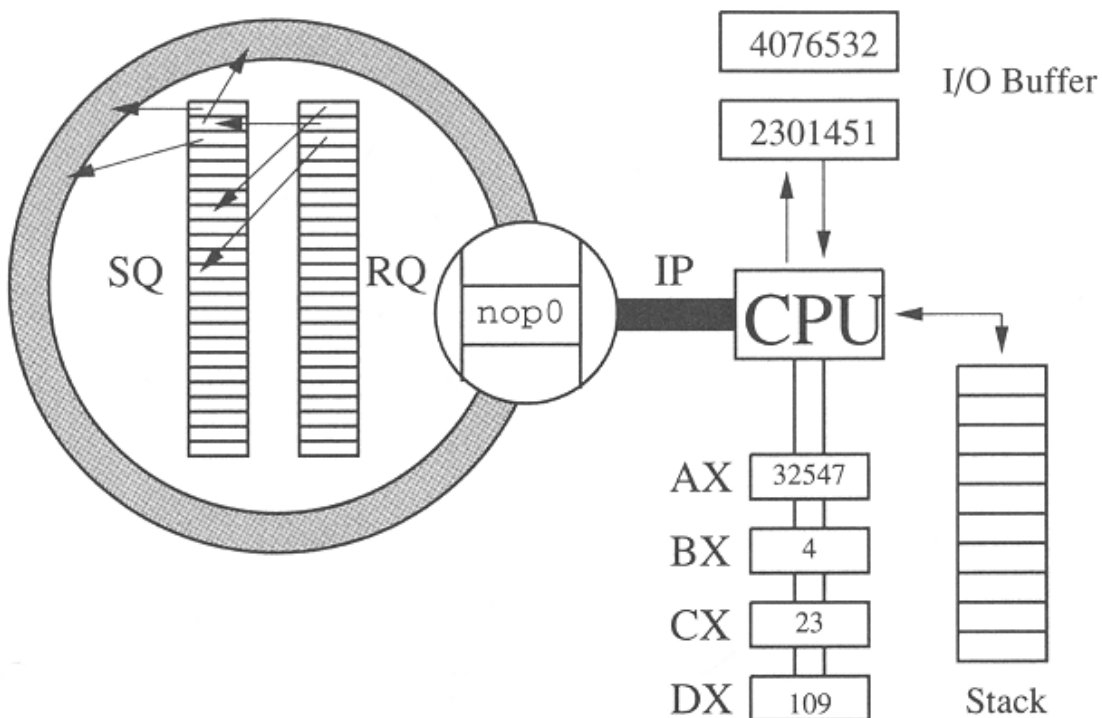 4076532
I/O Buffer
2301451
SQ
RQ
IP
nop0
CPU
AX
32547
BX
4
CX
23
DX
109
Stack